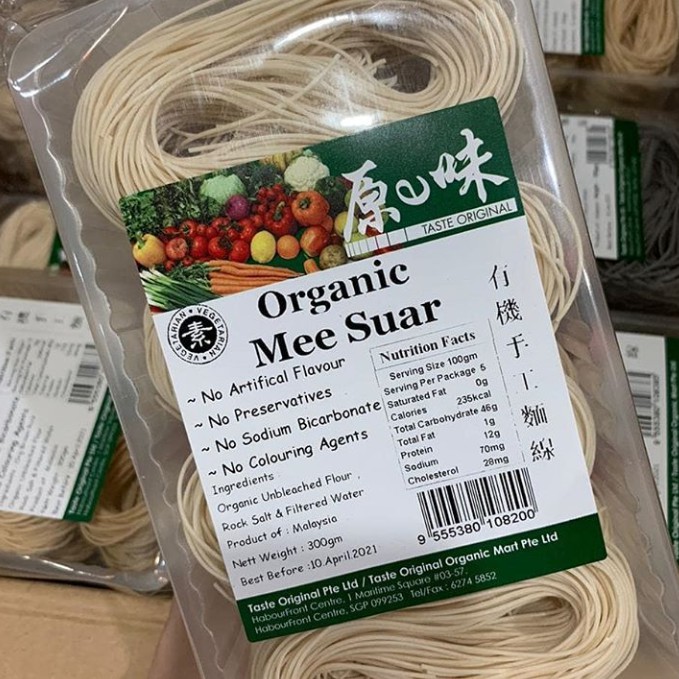 原e味
TASTE ORIGINAL
Organic
Mee Suar
有機手工麵線
VEGETARIAN • VEGETARIAN •
素
~ No Artifical Flavour
~ No Preservatives
~ No Sodium Bicarbonate
~ No Colouring Agents
Nutrition Facts
Serving Size 100gm
Serving Per Package 5
Saturated Fat 0g
Calories 235kcal
Total Carbohydrate 46g
Total Fat 1g
Protein 12g
Sodium 70mg
Cholesterol 28mg
Ingredients :
Organic Unbleached Flour ,
Rock Salt & Filtered Water
Product of : Malaysia
Nett Weight : 300gm
Best Before :10.April.2021
9 555380 108200
Taste Original Pte Ltd / Taste Original Organic Mart Pte Ltd
HabourFront Centre, 1 Maritime Square #03-57.
HabourFront Centre, SGP 099253 Tel/Fax : 6274 5852